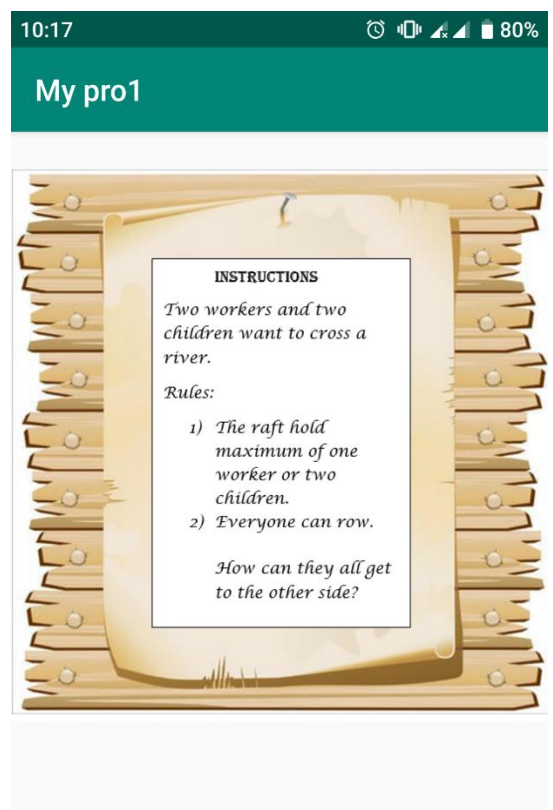 10:17
80%
My pro1
INSTRUCTIONS
Two workers and two
children want to cross a
river.
Rules:
1) The raft hold
maximum of one
worker or two
children.
2) Everyone can row.
How can they all get
to the other side?